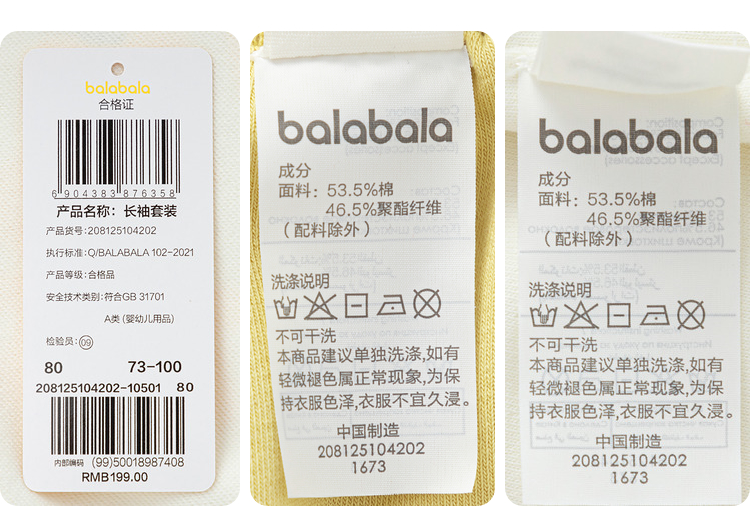 balabala
合格证
6 904383 876358
产品名称：长袖套装
产品货号：208125104202
执行标准：Q/BALABALA 102-2021
产品等级：合格品
安全技术类别：符合GB 31701
A类（婴幼儿用品）
检验员：09
80 73-100
208125104202-10501 80
内部编码 (99)50018987408
RMB199.00
balabala
成分
面料：53.5%棉
46.5%聚酯纤维
（配料除外）
洗涤说明
不可干洗
本商品建议单独洗涤,如有
轻微褪色属正常现象,为保
持衣服色泽,衣服不宜久浸。
中国制造
208125104202
1673
balabala
成分
面料：53.5%棉
46.5%聚酯纤维
（配料除外）
洗涤说明
不可干洗
本商品建议单独洗涤,如有
轻微褪色属正常现象,为保
持衣服色泽,衣服不宜久浸。
中国制造
208125104202
1673